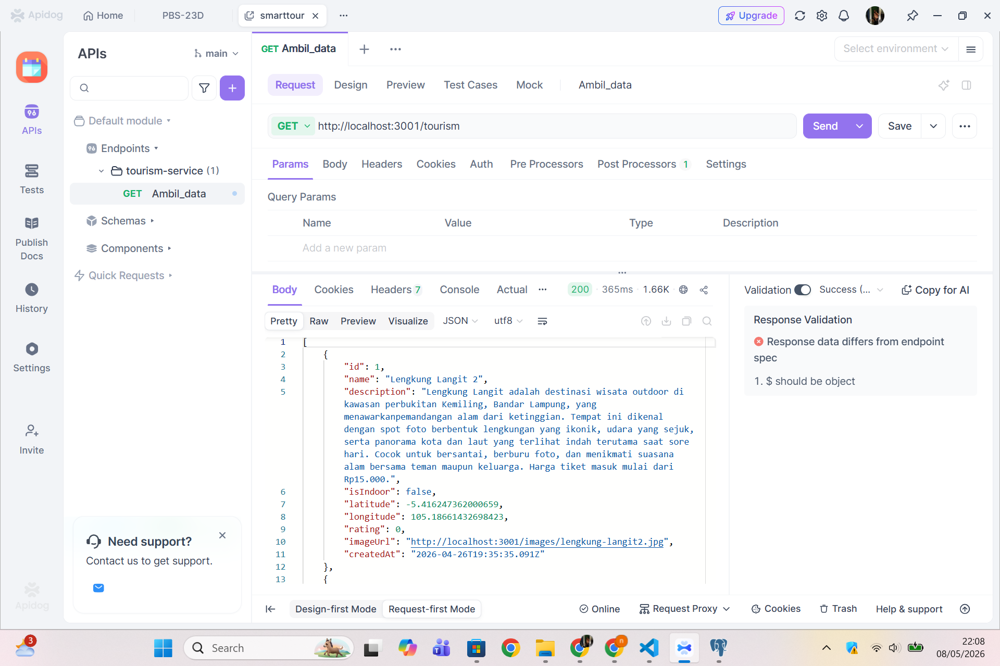 Apidog
Home
PBS-23D
smarttour
Upgrade
APIs
main
GET Ambil_data
Select environment
Request
Design
Preview
Test Cases
Mock
Ambil_data
Default module
GET
http://localhost:3001/tourism
Send
Save
APIs
Endpoints
tourism-service (1)
GET Ambil_data
Schemas
Components
Quick Requests
Tests
Publish
Docs
History
Settings
Invite
Params
Body
Headers
Cookies
Auth
Pre Processors
Post Processors 1
Settings
Query Params
Name
Value
Type
Description
Add a new param
Body
Cookies
Headers 7
Console
Actual
200
365ms
1.66K
Validation
Success (...
Copy for AI
Pretty
Raw
Preview
Visualize
JSON
utf8
Response Validation
Response data differs from endpoint
spec
1. $ should be object
1 [
2 {
3 "id": 1,
4 "name": "Lengkung Langit 2",
5 "description": "Lengkung Langit adalah destinasi wisata outdoor di
kawasan perbukitan Kemiling, Bandar Lampung, yang
menawarkanpemandangan alam dari ketinggian. Tempat ini dikenal
dengan spot foto berbentuk lengkungan yang ikonik, udara yang sejuk,
serta panorama kota dan laut yang terlihat indah terutama saat sore
hari. Cocok untuk bersantai, berburu foto, dan menikmati suasana
alam bersama teman maupun keluarga. Harga tiket masuk mulai dari
Rp15.000.",
6 "isIndoor": false,
7 "latitude": -5.416247362000659,
8 "longitude": 105.18661432698423,
9 "rating": 0,
10 "imageUrl": "http://localhost:3001/images/lengkung-langit2.jpg",
11 "createdAt": "2026-04-26T19:35:35.091Z"
12 },
13 {
Need support?
Contact us to get support.
Apidog
Design-first Mode
Request-first Mode
Online
Request Proxy
Cookies
Trash
Help & support
3
Search
T
n
22:08
08/05/2026